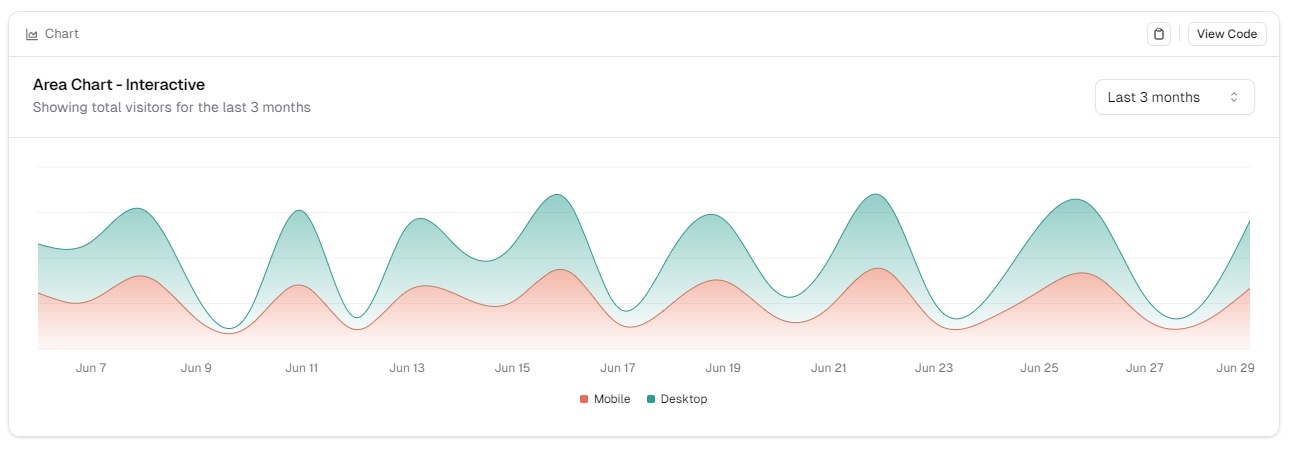 Chart
View Code
Area Chart - Interactive
Showing total visitors for the last 3 months
Last 3 months
Jun 7 Jun 9 Jun 11 Jun 13 Jun 15 Jun 17 Jun 19 Jun 21 Jun 23 Jun 25 Jun 27 Jun 29
Mobile Desktop